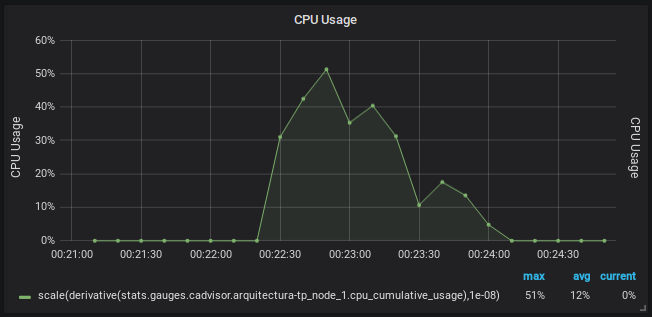 CPU Usage
60%
50%
40%
30%
20%
10%
0%
CPU Usage
CPU Usage
00:21:00 00:21:30 00:22:00 00:22:30 00:23:00 00:23:30 00:24:00 00:24:30
max avg current
scale(derivative(stats.gauges.cadvisor.arquitectura-tp_node_1.cpu_cumulative_usage),1e-08) 51% 12% 0%